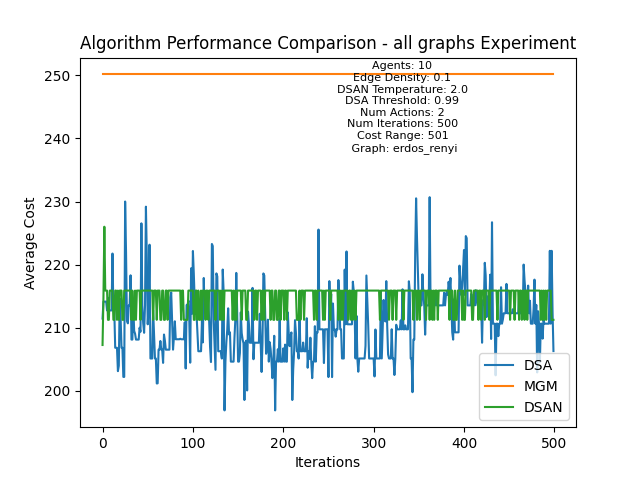 Algorithm Performance Comparison - all graphs Experiment
Agents: 10
Edge Density: 0.1
DSAN Temperature: 2.0
DSA Threshold: 0.99
Num Actions: 2
Num Iterations: 500
Cost Range: 501
Graph: erdos_renyi
Average Cost
250
240
230
220
210
200
0
100
200
300
400
500
Iterations
DSA
MGM
DSAN